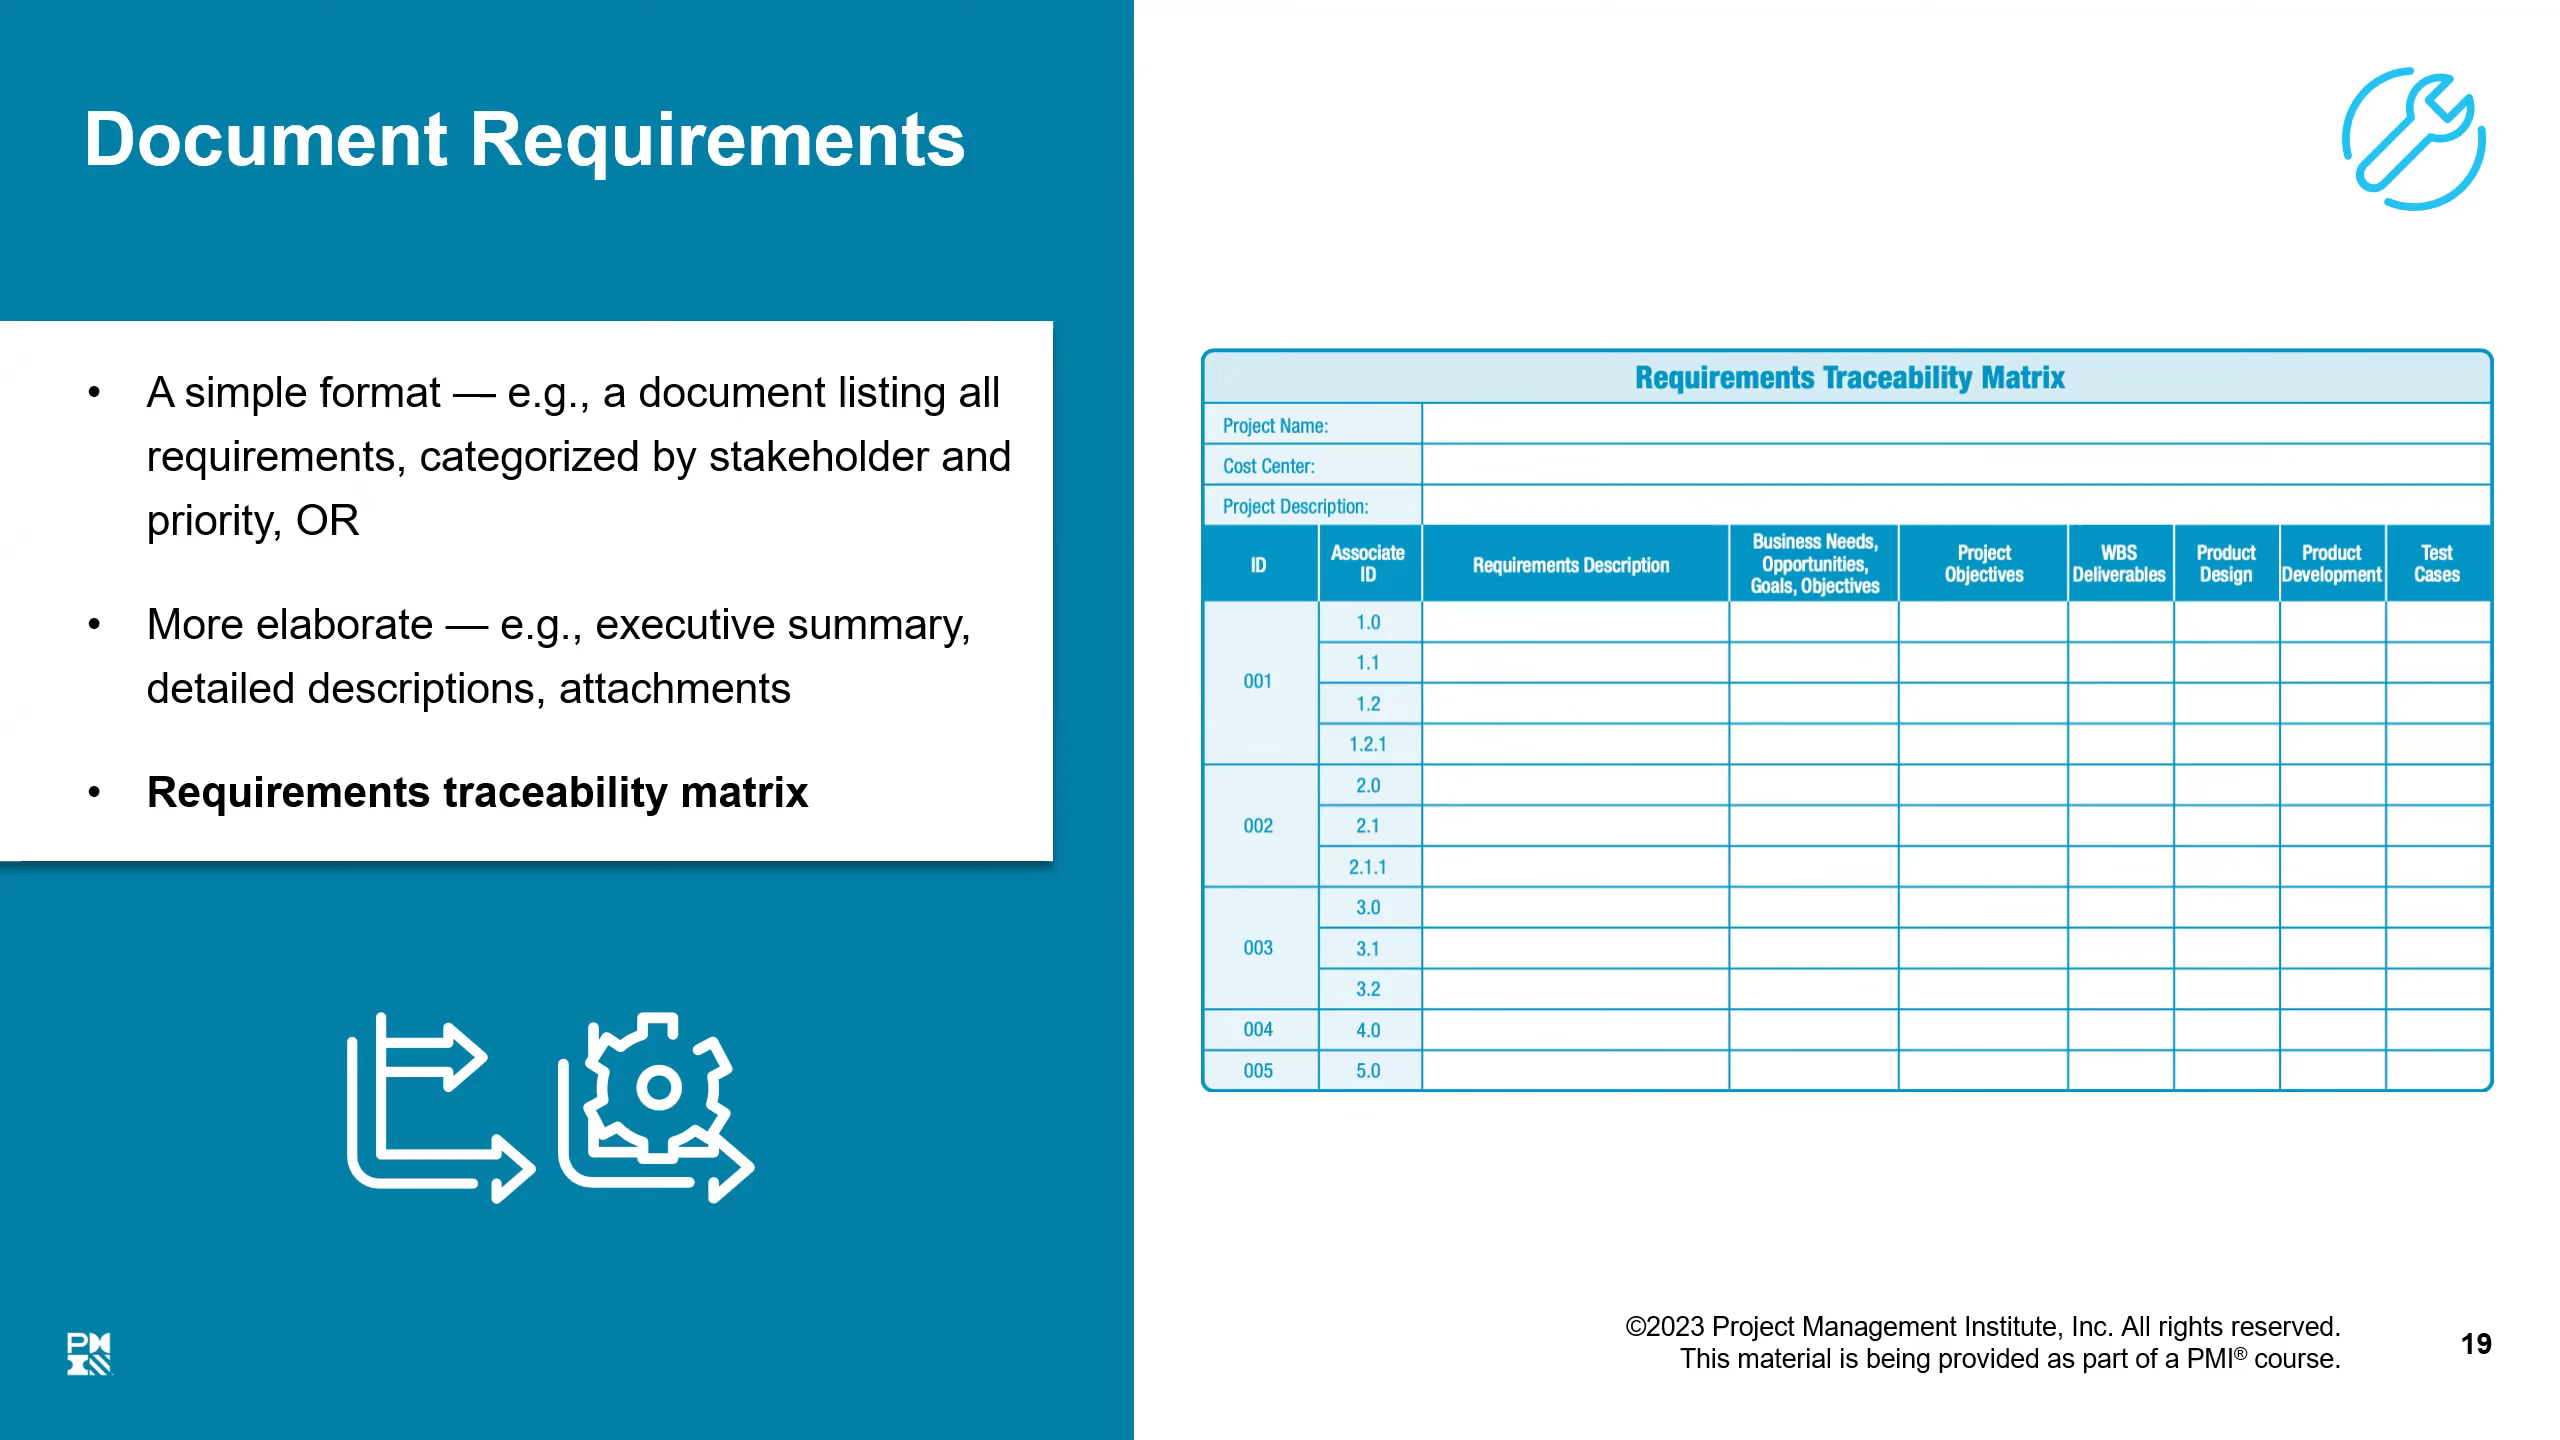 Document Requirements
• A simple format — e.g., a document listing all
requirements, categorized by stakeholder and
priority, OR
• More elaborate — e.g., executive summary,
detailed descriptions, attachments
• Requirements traceability matrix
Requirements Traceability Matrix
Project Name:
Cost Center:
Project Description:
ID
Associate
ID
Requirements Description
Business Needs,
Opportunities,
Goals, Objectives
Project
Objectives
WBS
Deliverables
Product
Design
Product
Development
Test
Cases
001
1.0
1.1
1.2
1.2.1
002
2.0
2.1
2.1.1
003
3.0
3.1
3.2
004
4.0
005
5.0
PM
©2023 Project Management Institute, Inc. All rights reserved.
This material is being provided as part of a PMI® course.
19